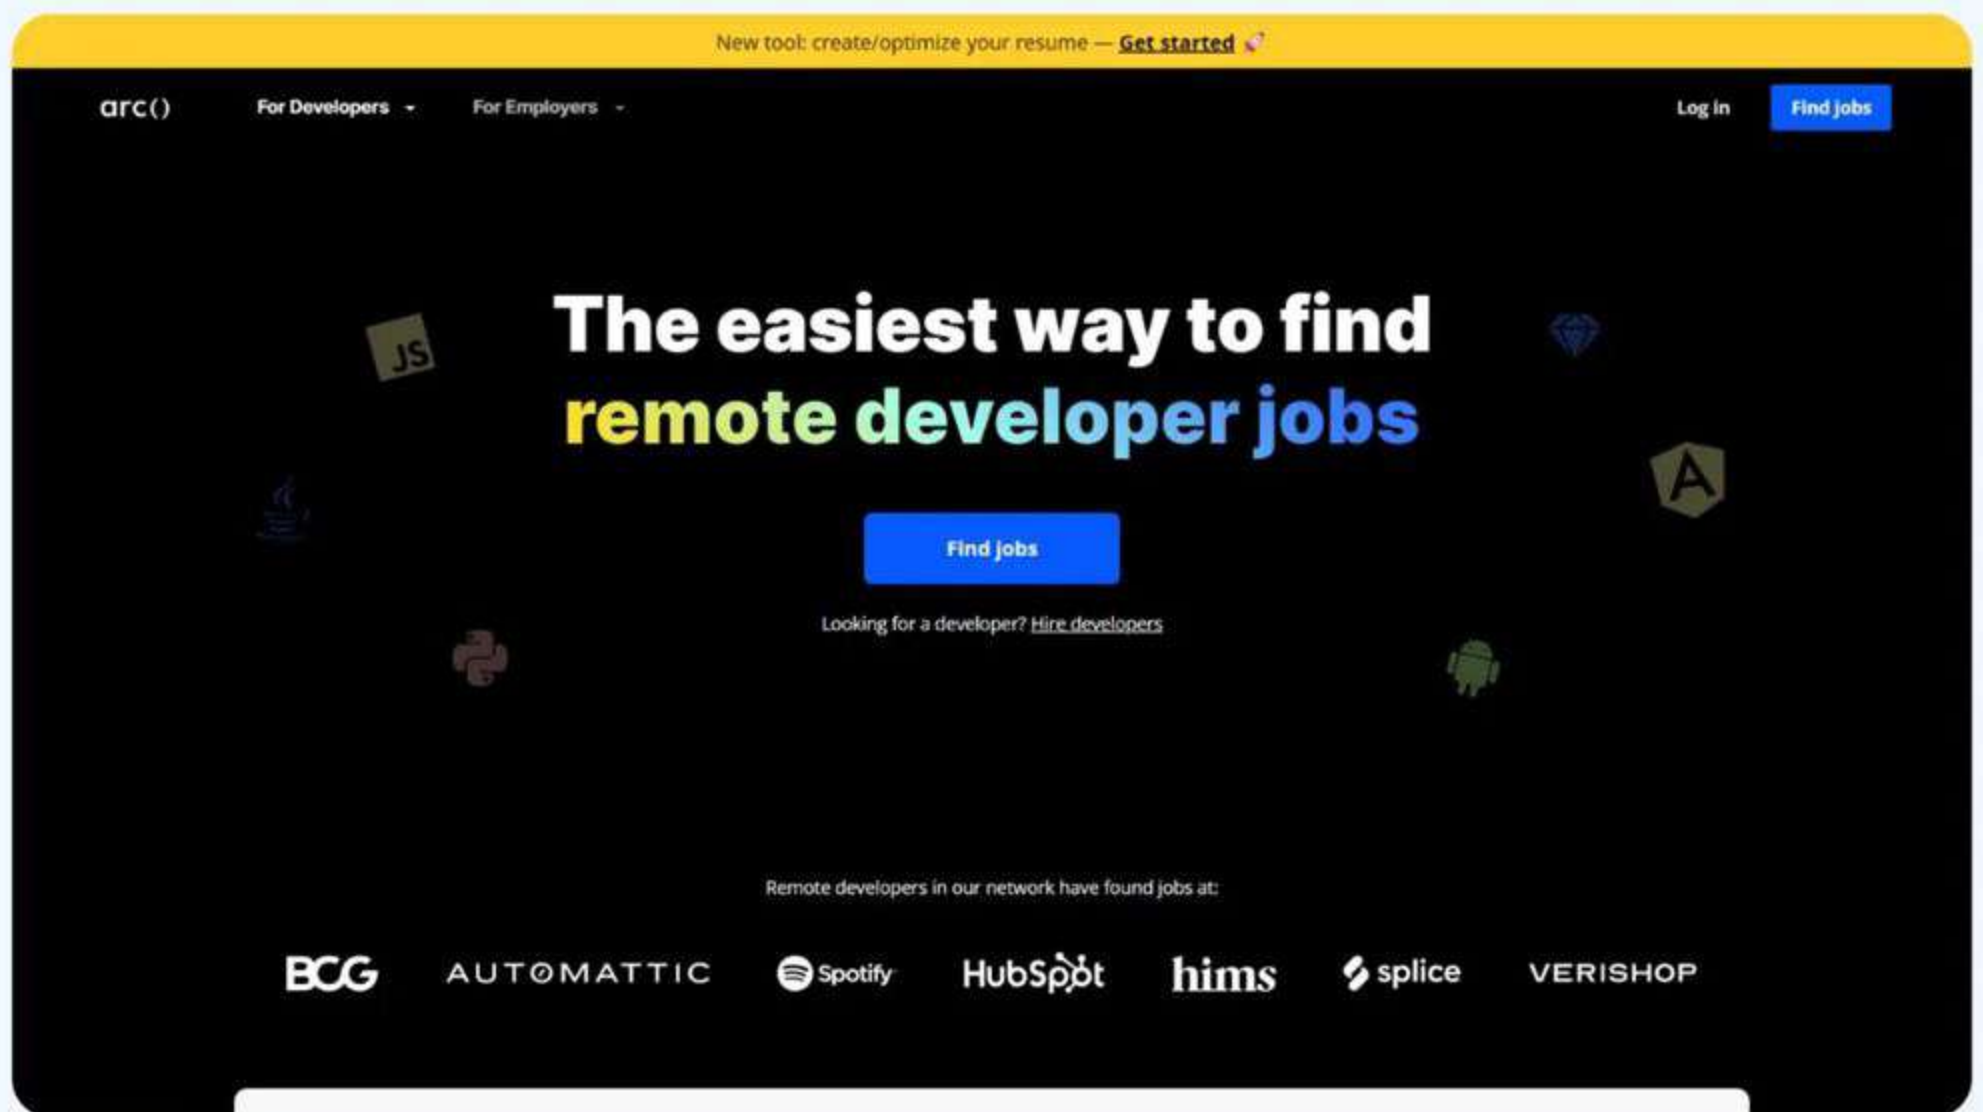 New tool: create/optimize your resume — Get started 🚀
arc()
For Developers
For Employers
Log in
Find jobs
The easiest way to find
remote developer jobs
JS
A
Find jobs
Looking for a developer? Hire developers
Remote developers in our network have found jobs at:
BCG
AUTOMATTIC
Spotify
HubSpot
hims
splice
VERISHOP